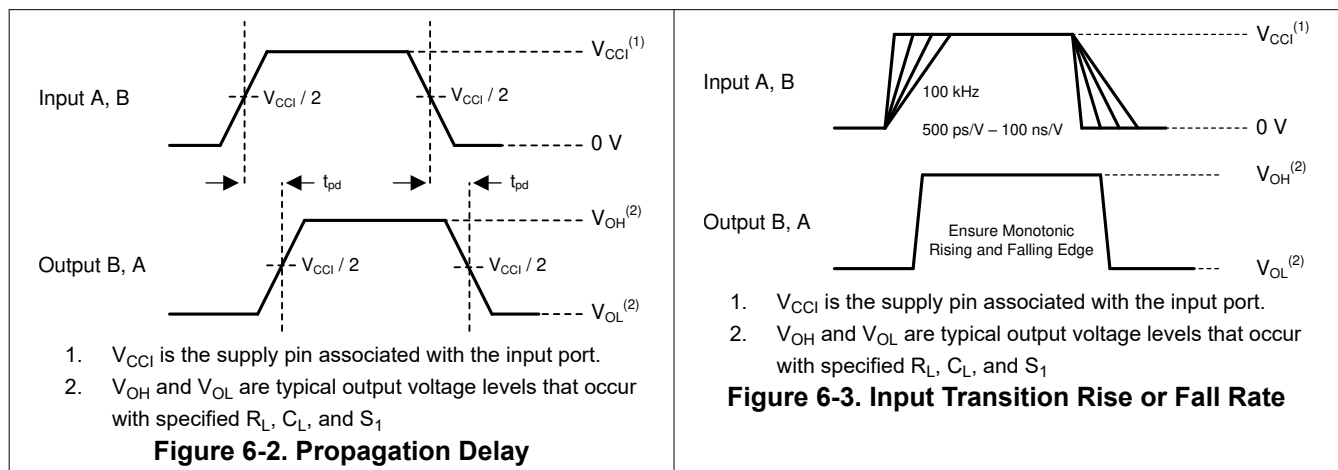 V_CCI^(1)
Input A, B
V_CCI / 2
V_CCI / 2
0 V
t_pd
t_pd
V_OH^(2)
Output B, A
V_CCI / 2
V_CCI / 2
V_OL^(2)
1. V_CCI is the supply pin associated with the input port.
2. V_OH and V_OL are typical output voltage levels that occur
with specified R_L, C_L, and S_1
Figure 6-2. Propagation Delay
V_CCI^(1)
Input A, B
100 kHz
500 ps/V – 100 ns/V
0 V
V_OH^(2)
Output B, A
Ensure Monotonic
Rising and Falling Edge
V_OL^(2)
1. V_CCI is the supply pin associated with the input port.
2. V_OH and V_OL are typical output voltage levels that occur
with specified R_L, C_L, and S_1
Figure 6-3. Input Transition Rise or Fall Rate